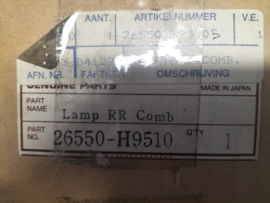 AANT. ARTIKELNUMMER V.E.
1 1
AFN. NR. OMSCHRIJVING
GENUINE PARTS MADE IN JAPAN
PART NAME Lamp RR Comb
PART NO. 26550-H9510 QTY 1